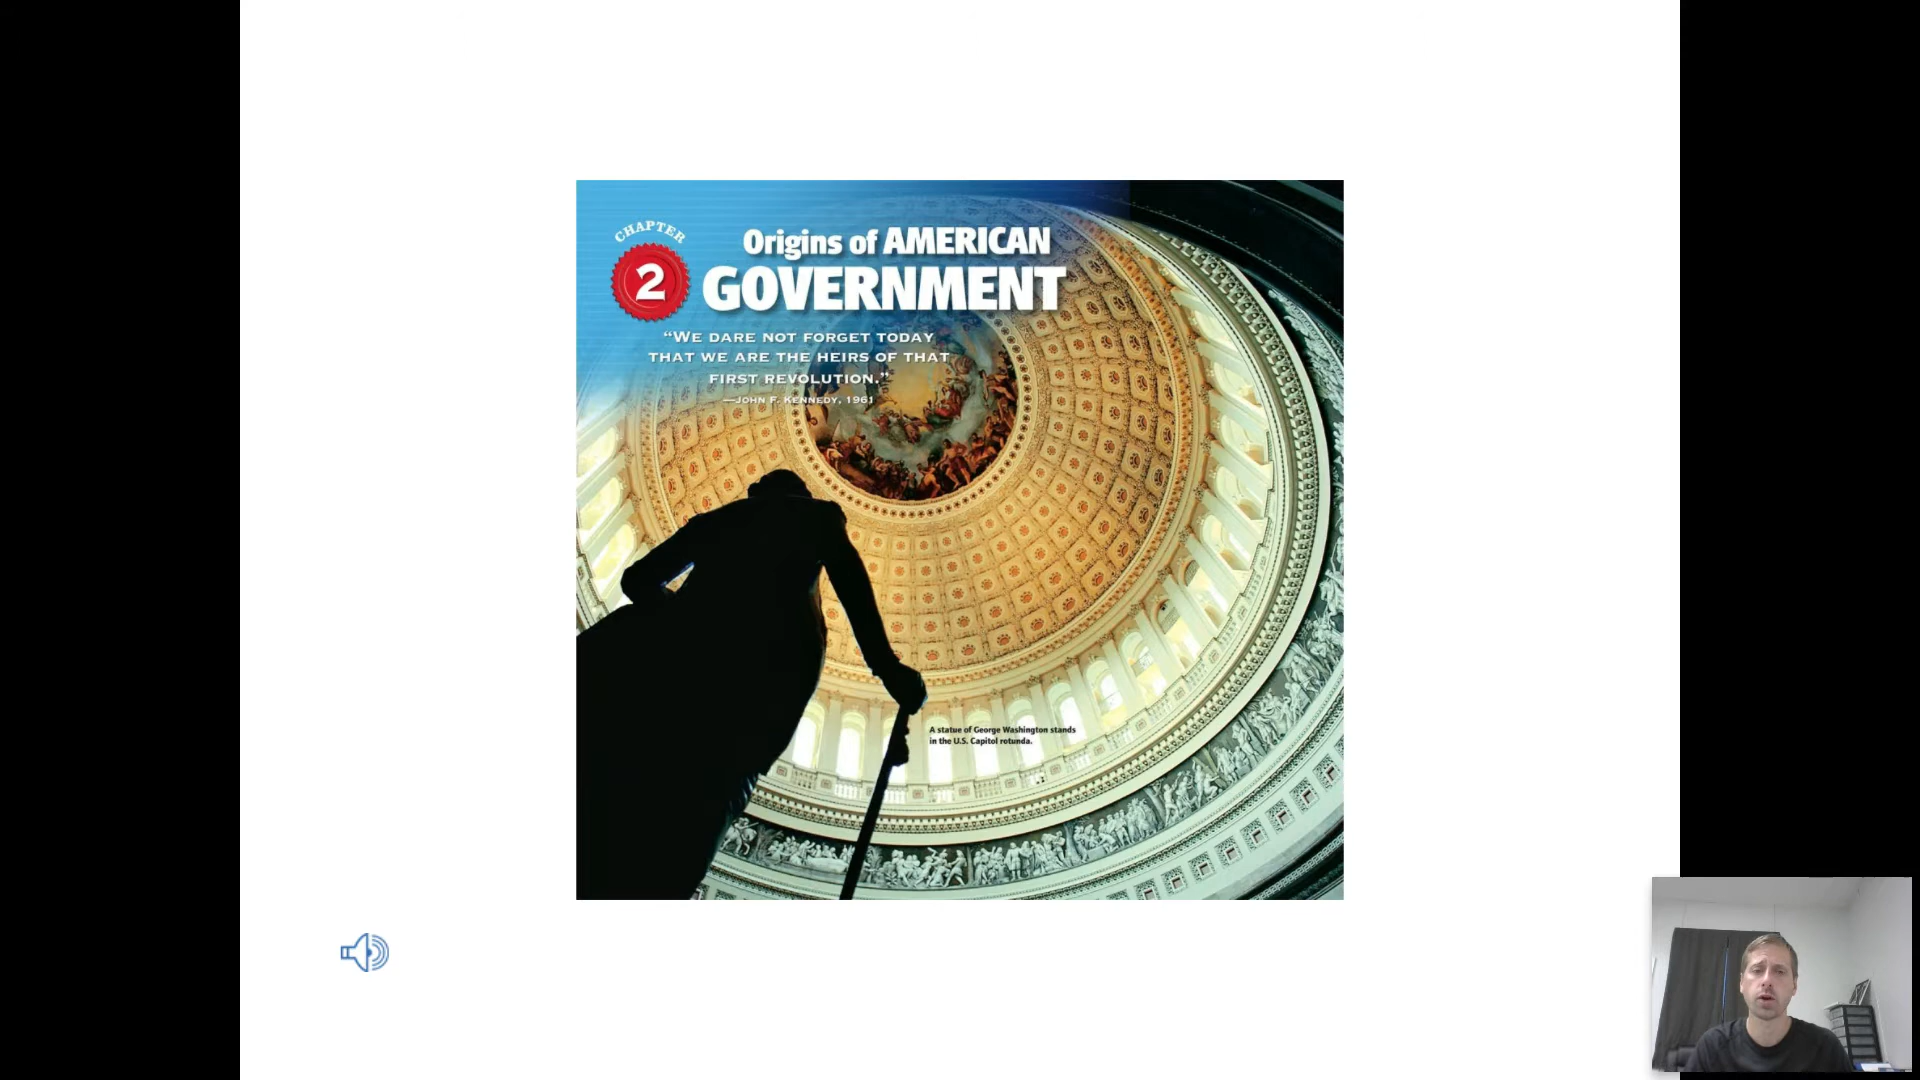 CHAPTER
2
Origins of AMERICAN
GOVERNMENT
“WE DARE NOT FORGET TODAY
THAT WE ARE THE HEIRS OF THAT
FIRST REVOLUTION.”
—JOHN F. KENNEDY, 1961
A statue of George Washington stands
in the U.S. Capitol rotunda.